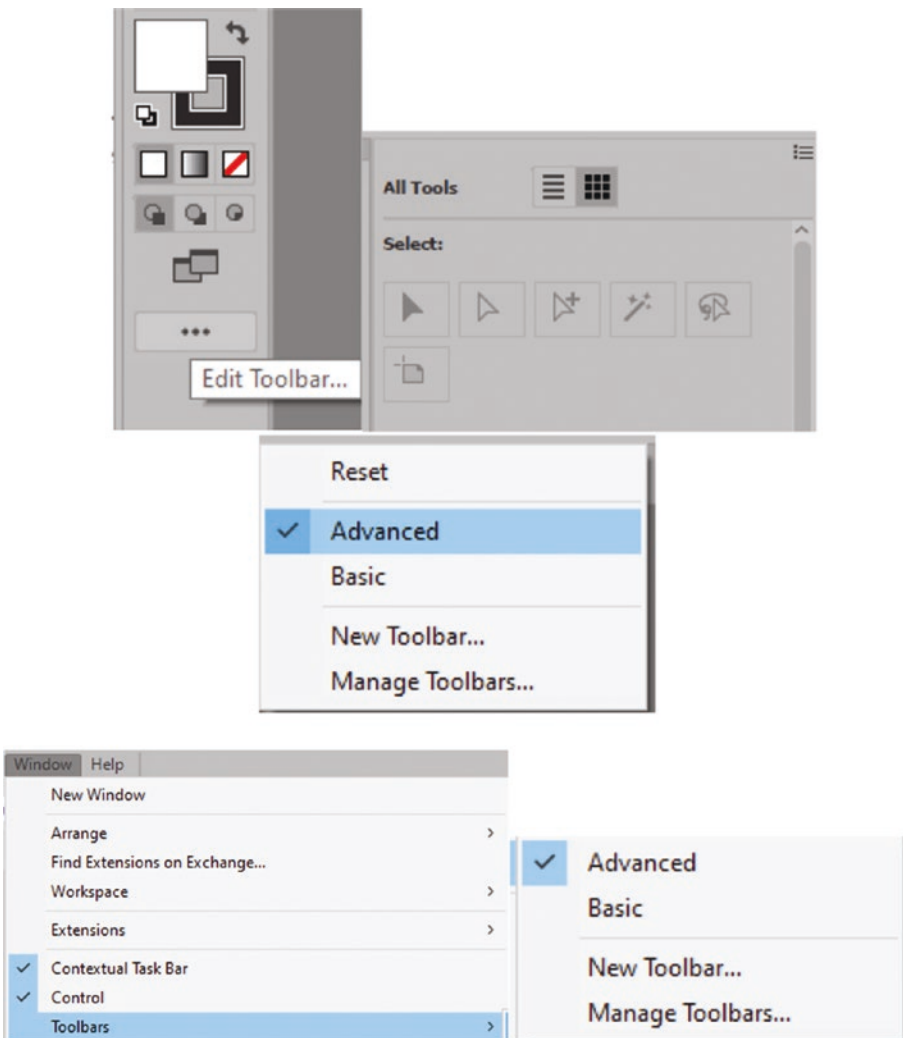 All Tools
Select:
Edit Toolbar...
Reset
Advanced
Basic
New Toolbar...
Manage Toolbars...
Window Help
New Window
Arrange
Find Extensions on Exchange...
Workspace
Extensions
Contextual Task Bar
Control
Toolbars
Advanced
Basic
New Toolbar...
Manage Toolbars...